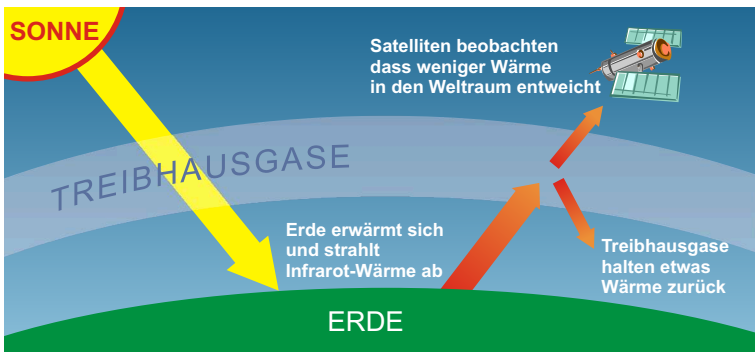 SONNE
Satelliten beobachten
dass weniger Wärme
in den Weltraum entweicht
TREIBHAUSGASE
Erde erwärmt sich
und strahlt
Infrarot-Wärme ab
Treibhausgase
halten etwas
Wärme zurück
ERDE